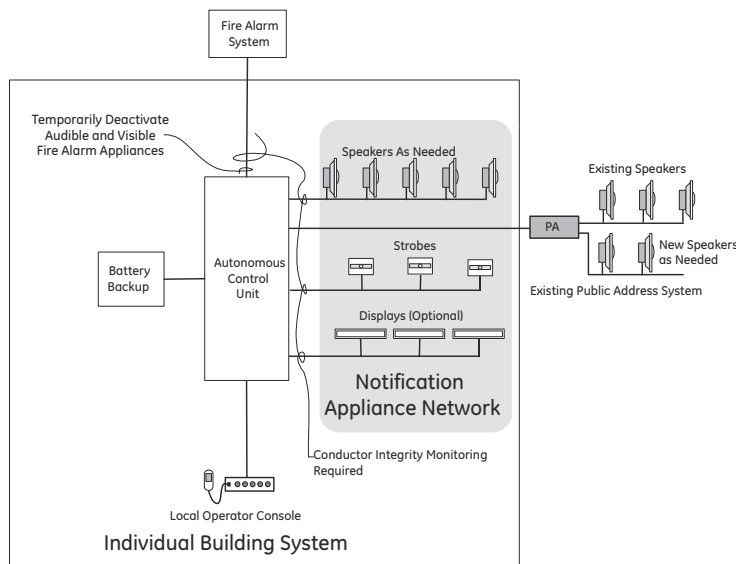 Fire Alarm
System
Temporarily Deactivate
Audible and Visible
Fire Alarm Appliances
Speakers As Needed
Existing Speakers
PA
New Speakers
as Needed
Existing Public Address System
Strobes
Battery
Backup
Autonomous
Control
Unit
Displays (Optional)
Notification
Appliance Network
Conductor Integrity Monitoring
Required
Local Operator Console
Individual Building System